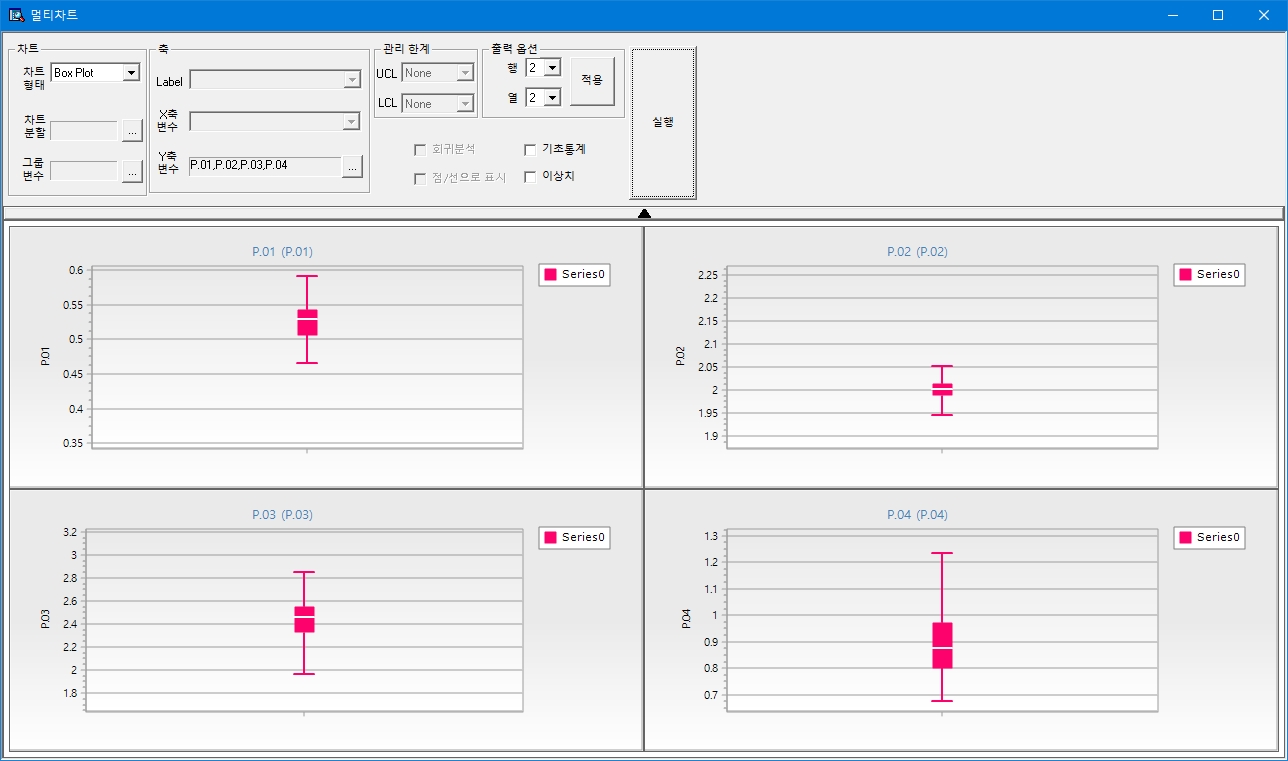 멀티차트
차트
차트
형태
Box Plot
차트
분할
...
그룹
변수
...
축
Label
X축
변수
Y축
변수
P.01,P.02,P.03,P.04
...
관리 한계
UCL
None
LCL
None
출력 옵션
행
2
열
2
적용
회귀분석
기초통계
점/선으로 표시
이상치
실행
P.01 (P.01)
Series0
0.6
0.55
0.5
0.45
0.4
0.35
P.01
P.02 (P.02)
Series0
2.25
2.2
2.15
2.1
2.05
2
1.95
1.9
P.02
P.03 (P.03)
Series0
3.2
3
2.8
2.6
2.4
2.2
2
1.8
P.03
P.04 (P.04)
Series0
1.3
1.2
1.1
1
0.9
0.8
0.7
P.04